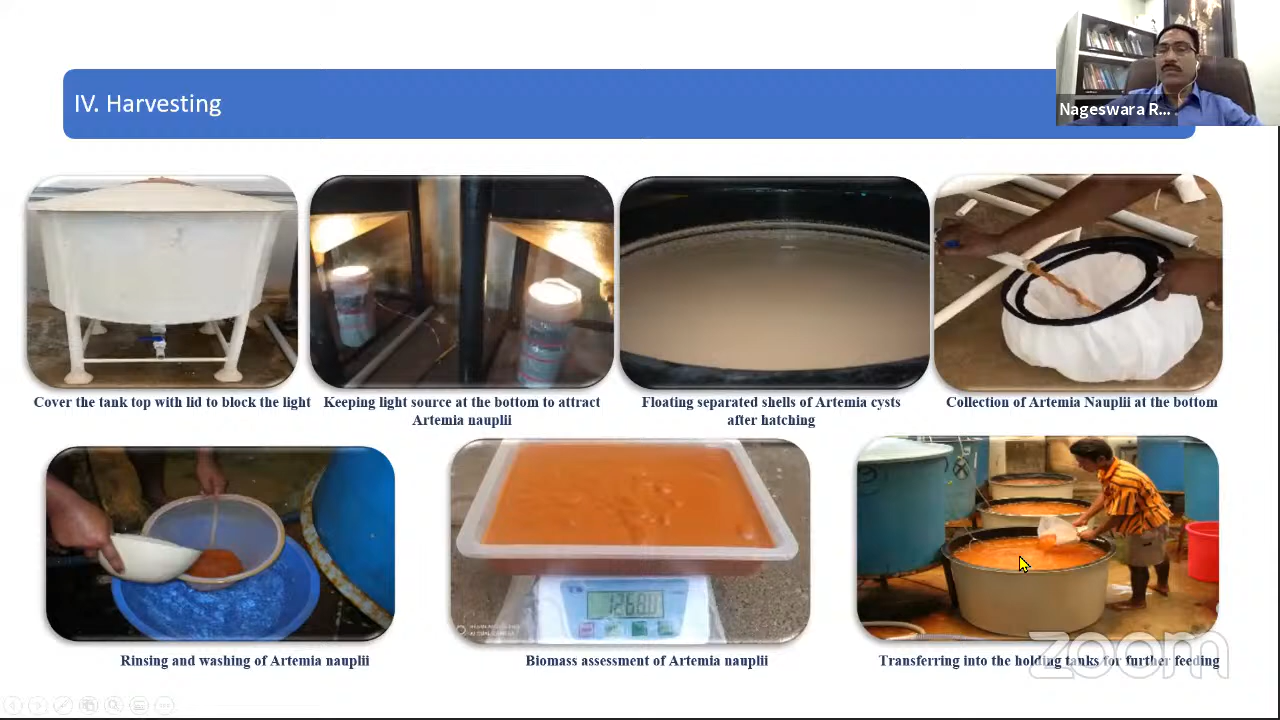 IV. Harvesting
Nageswara R...
Cover the tank top with lid to block the light
Keeping light source at the bottom to attract
Artemia nauplii
Floating separated shells of Artemia cysts
after hatching
Collection of Artemia Nauplii at the bottom
1268.0
Rinsing and washing of Artemia nauplii
Biomass assessment of Artemia nauplii
Transferring into the holding tanks for further feeding
zoom